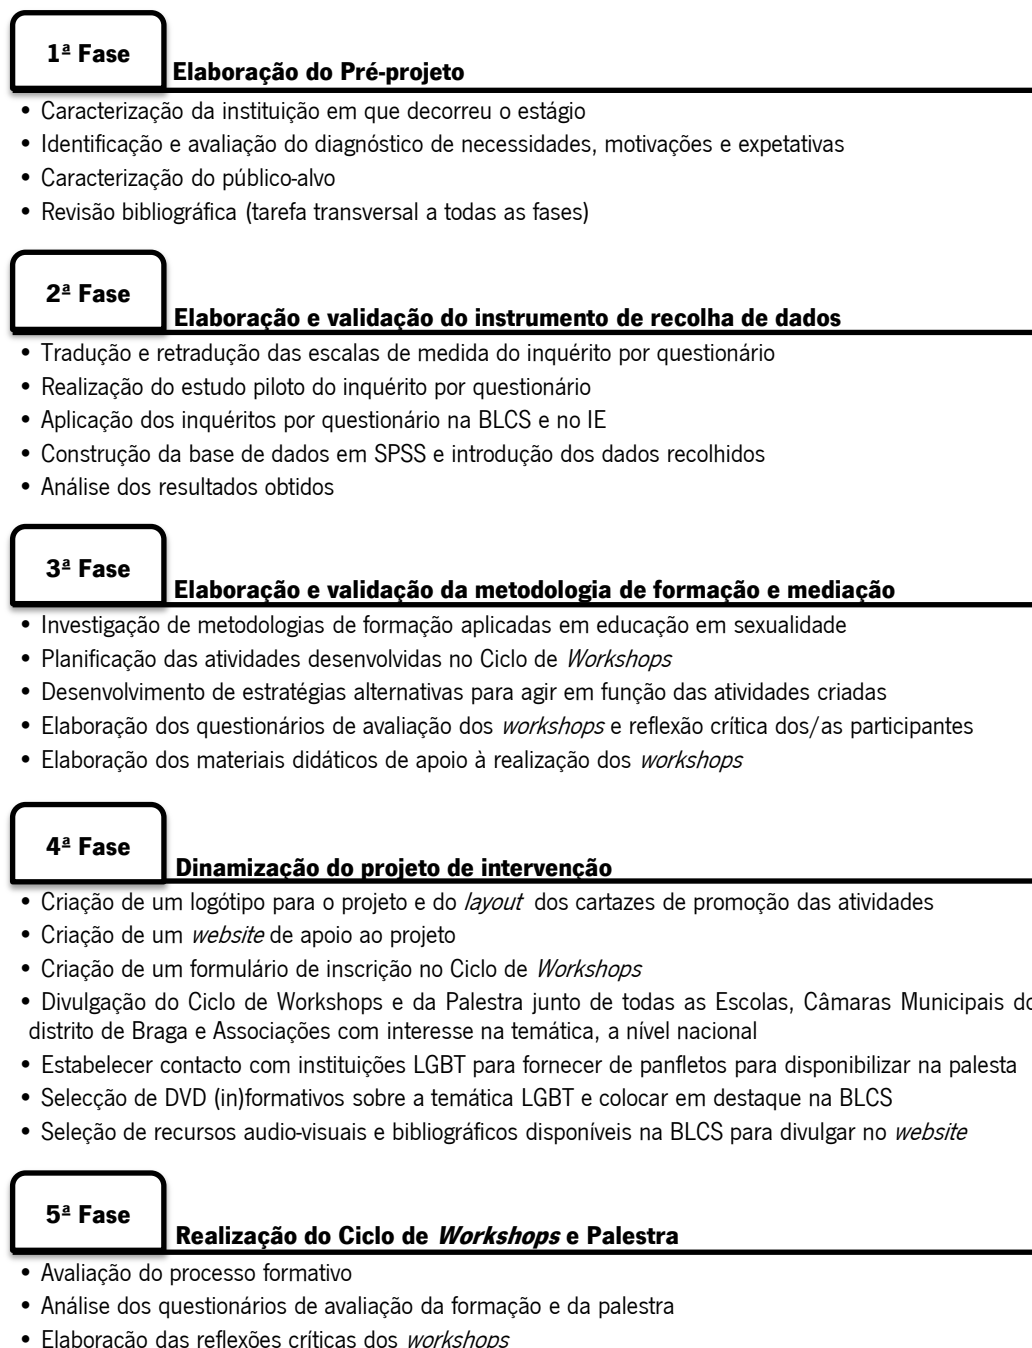 1ª Fase
Elaboração do Pré-projeto
• Caracterização da instituição em que decorreu o estágio
• Identificação e avaliação do diagnóstico de necessidades, motivações e expetativas
• Caracterização do público-alvo
• Revisão bibliográfica (tarefa transversal a todas as fases)
2ª Fase
Elaboração e validação do instrumento de recolha de dados
• Tradução e retradução das escalas de medida do inquérito por questionário
• Realização do estudo piloto do inquérito por questionário
• Aplicação dos inquéritos por questionário na BLCS e no IE
• Construção da base de dados em SPSS e introdução dos dados recolhidos
• Análise dos resultados obtidos
3ª Fase
Elaboração e validação da metodologia de formação e mediação
• Investigação de metodologias de formação aplicadas em educação em sexualidade
• Planificação das atividades desenvolvidas no Ciclo de Workshops
• Desenvolvimento de estratégias alternativas para agir em função das atividades criadas
• Elaboração dos questionários de avaliação dos workshops e reflexão crítica dos/as participantes
• Elaboração dos materiais didáticos de apoio à realização dos workshops
4ª Fase
Dinamização do projeto de intervenção
• Criação de um logótipo para o projeto e do layout dos cartazes de promoção das atividades
• Criação de um website de apoio ao projeto
• Criação de um formulário de inscrição no Ciclo de Workshops
• Divulgação do Ciclo de Workshops e da Palestra junto de todas as Escolas, Câmaras Municipais do
distrito de Braga e Associações com interesse na temática, a nível nacional
• Estabelecer contacto com instituições LGBT para fornecer de panfletos para disponibilizar na palesta
• Selecção de DVD (in)formativos sobre a temática LGBT e colocar em destaque na BLCS
• Seleção de recursos audio-visuais e bibliográficos disponíveis na BLCS para divulgar no website
5ª Fase
Realização do Ciclo de Workshops e Palestra
• Avaliação do processo formativo
• Análise dos questionários de avaliação da formação e da palestra
• Elaboração das reflexões críticas dos workshops